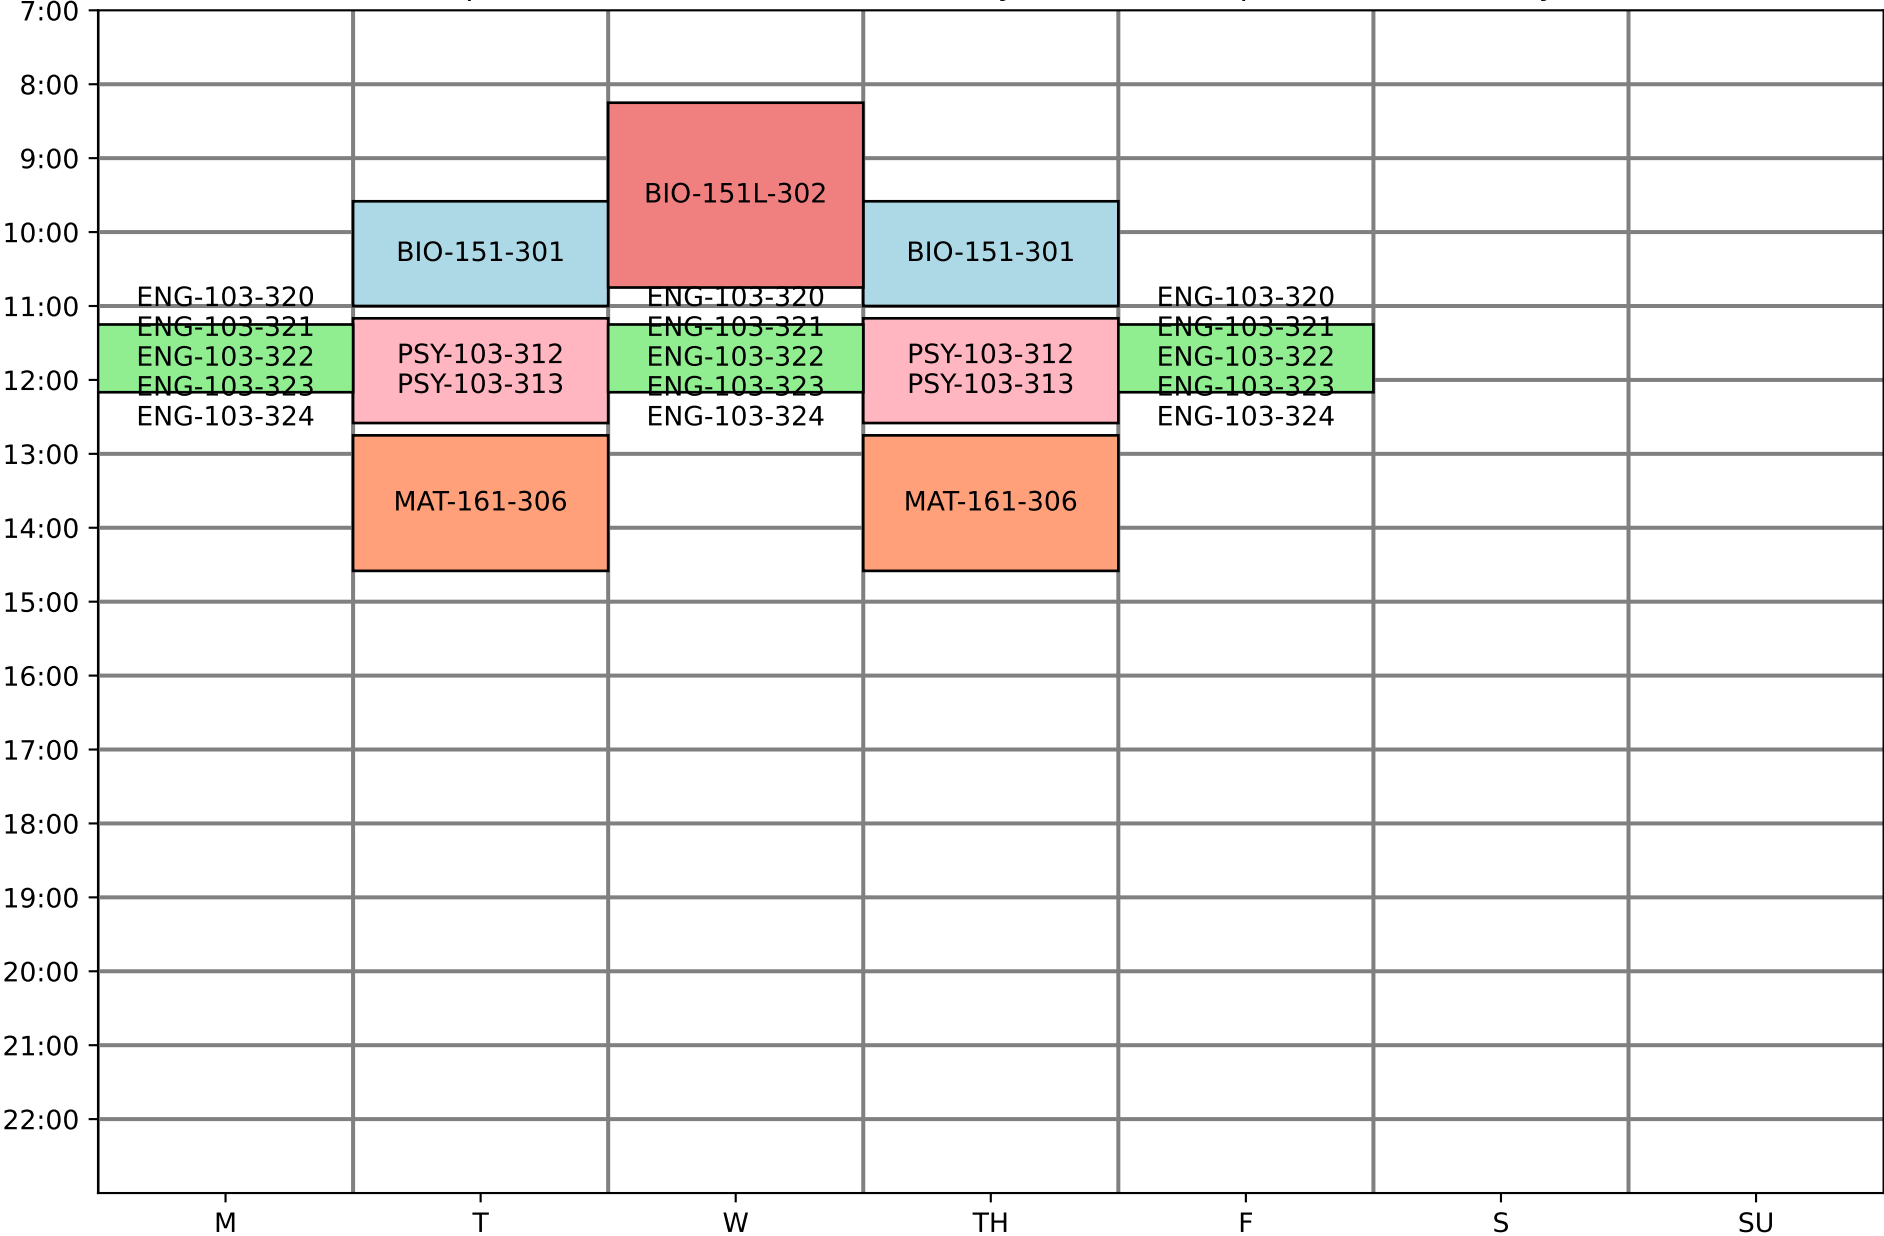 7:00
8:00
9:00
10:00
11:00
12:00
13:00
14:00
15:00
16:00
17:00
18:00
19:00
20:00
21:00
22:00
ENG-103-320
ENG-103-321
ENG-103-322
ENG-103-323
ENG-103-324
BIO-151-301
PSY-103-312
PSY-103-313
MAT-161-306
BIO-151L-302
ENG-103-320
ENG-103-321
ENG-103-322
ENG-103-323
ENG-103-324
BIO-151-301
PSY-103-312
PSY-103-313
MAT-161-306
ENG-103-320
ENG-103-321
ENG-103-322
ENG-103-323
ENG-103-324
M T W TH F S SU